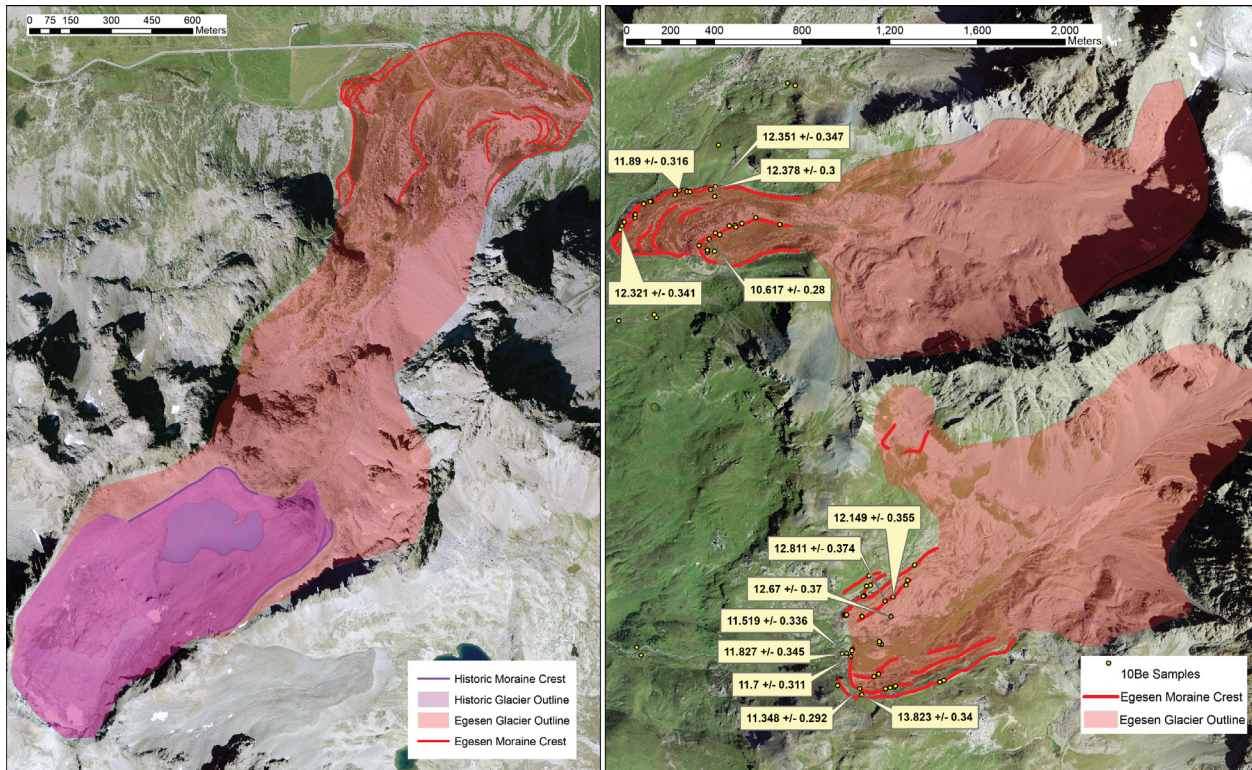 0 75 150 300 450 600
Meters
Historic Moraine Crest
Historic Glacier Outline
Egesen Glacier Outline
Egesen Moraine Crest
0 200 400 800 1,200 1,600 2,000
Meters
12.351 +/- 0.347
11.89 +/- 0.316
12.378 +/- 0.3
12.321 +/- 0.341
10.617 +/- 0.28
12.149 +/- 0.355
12.811 +/- 0.374
12.67 +/- 0.37
11.519 +/- 0.336
11.827 +/- 0.345
11.7 +/- 0.311
11.348 +/- 0.292
13.823 +/- 0.34
10Be Samples
Egesen Moraine Crest
Egesen Glacier Outline